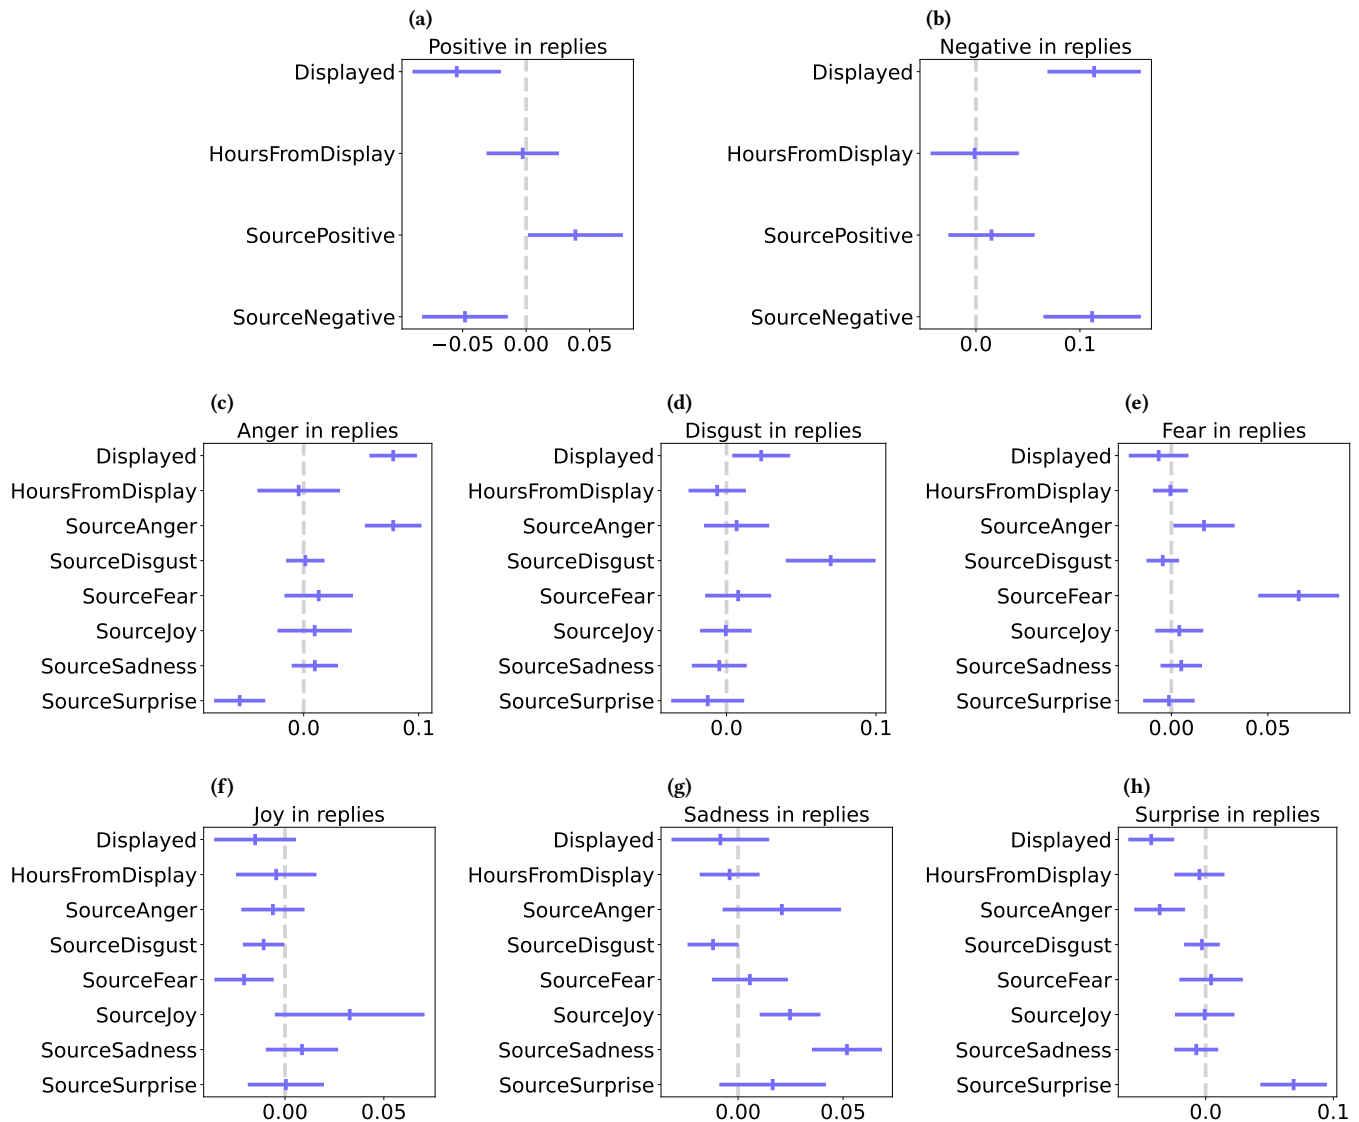 (a)
Positive in replies
Displayed
HoursFromDisplay
SourcePositive
SourceNegative
−0.05 0.00 0.05
(b)
Negative in replies
Displayed
HoursFromDisplay
SourcePositive
SourceNegative
0.0 0.1
(c)
Anger in replies
Displayed
HoursFromDisplay
SourceAnger
SourceDisgust
SourceFear
SourceJoy
SourceSadness
SourceSurprise
0.0 0.1
(d)
Disgust in replies
Displayed
HoursFromDisplay
SourceAnger
SourceDisgust
SourceFear
SourceJoy
SourceSadness
SourceSurprise
0.0 0.1
(e)
Fear in replies
Displayed
HoursFromDisplay
SourceAnger
SourceDisgust
SourceFear
SourceJoy
SourceSadness
SourceSurprise
0.00 0.05
(f)
Joy in replies
Displayed
HoursFromDisplay
SourceAnger
SourceDisgust
SourceFear
SourceJoy
SourceSadness
SourceSurprise
0.00 0.05
(g)
Sadness in replies
Displayed
HoursFromDisplay
SourceAnger
SourceDisgust
SourceFear
SourceJoy
SourceSadness
SourceSurprise
0.00 0.05
(h)
Surprise in replies
Displayed
HoursFromDisplay
SourceAnger
SourceDisgust
SourceFear
SourceJoy
SourceSadness
SourceSurprise
0.0 0.1